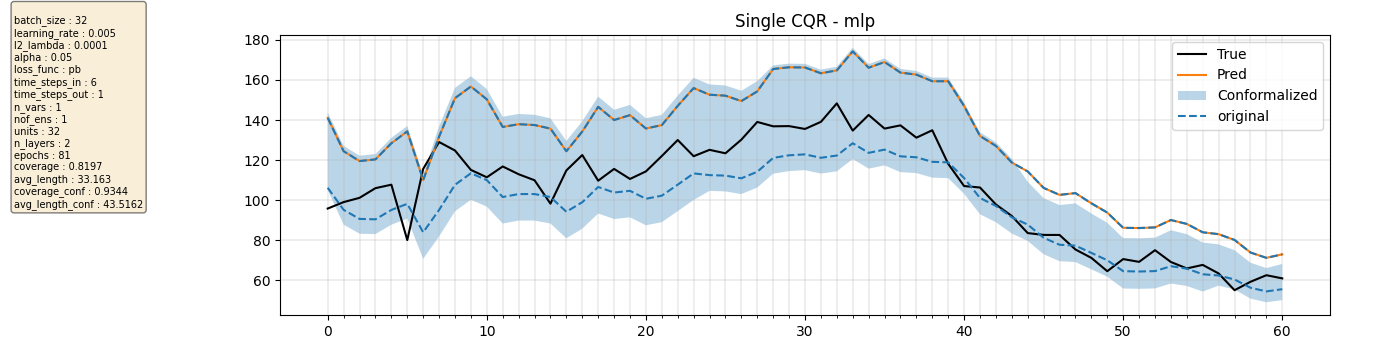 batch_size : 32
learning_rate : 0.005
l2_lambda : 0.0001
alpha : 0.05
loss_func : pb
time_steps_in : 6
time_steps_out : 1
n_vars : 1
nof_ens : 1
units : 32
n_layers : 2
epochs : 81
coverage : 0.8197
avg_length : 33.163
coverage_conf : 0.9344
avg_length_conf : 43.5162
Single CQR - mlp
180
160
140
120
100
80
60
0 10 20 30 40 50 60
True
Pred
Conformalized
original